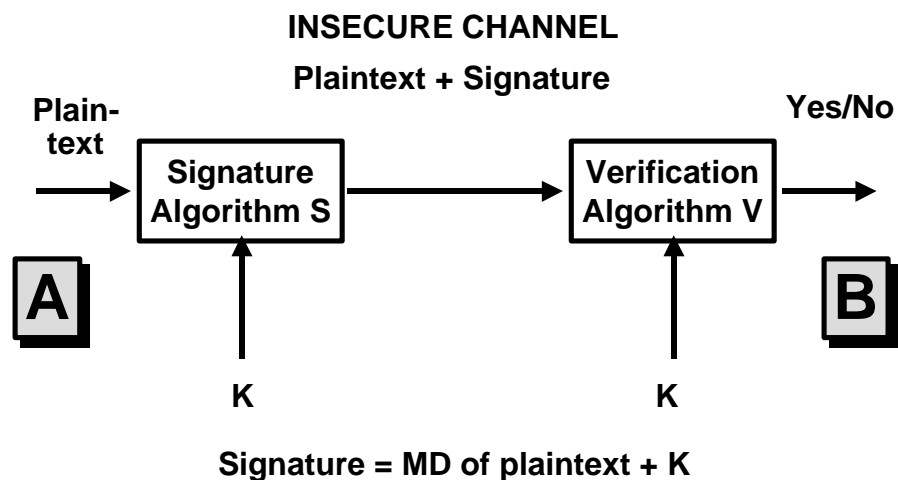 INSECURE CHANNEL
Plaintext + Signature
Plain-
text
Yes/No
Signature
Algorithm S
Verification
Algorithm V
A
B
K
K
Signature = MD of plaintext + K